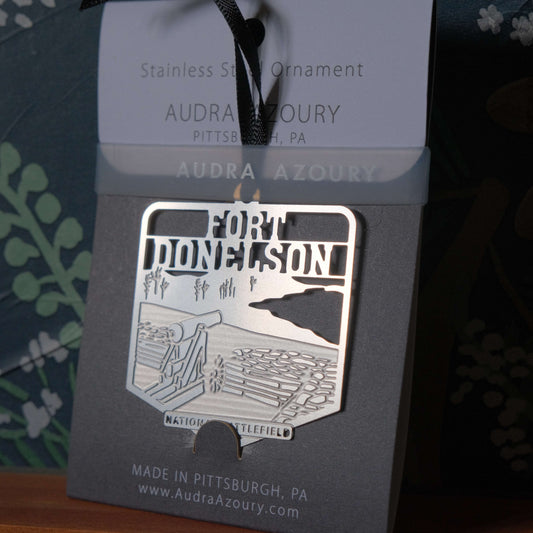 Stainless Steel Ornament
AUDRA AZOURY
PITTSBURGH, PA
AUDRA AZOURY
FORT
DONELSON
NATIONAL BATTLEFIELD
MADE IN PITTSBURGH, PA
www.AudraAzoury.com